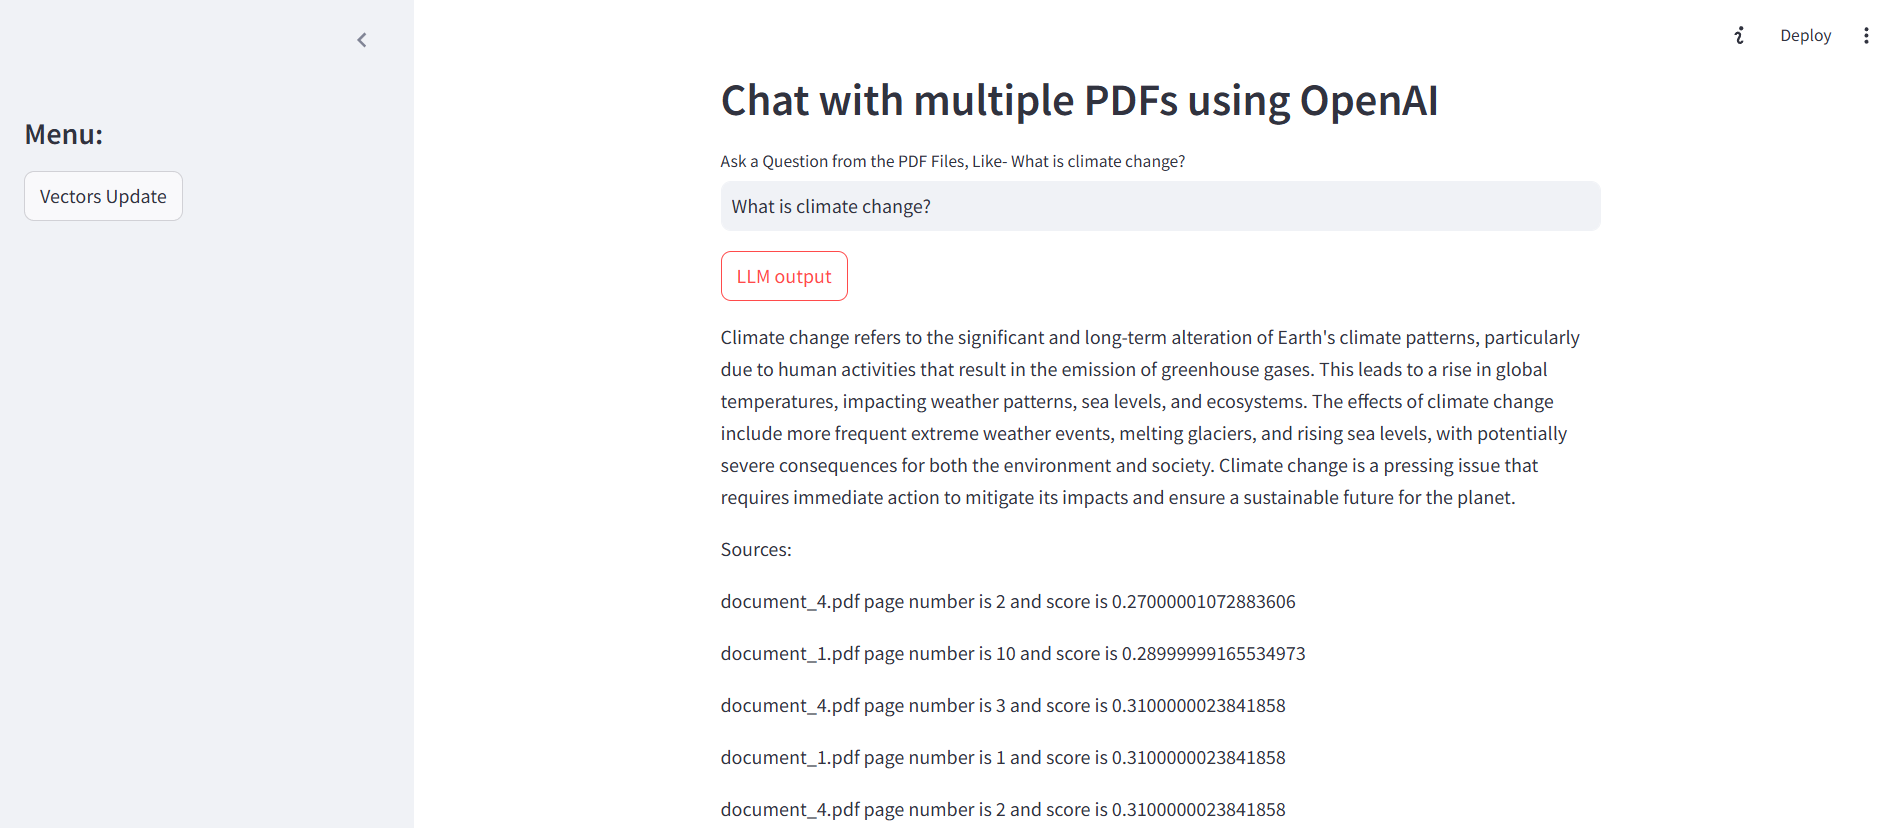 Deploy
Menu:
Vectors Update
Chat with multiple PDFs using OpenAI
Ask a Question from the PDF Files, Like- What is climate change?
What is climate change?
LLM output
Climate change refers to the significant and long-term alteration of Earth's climate patterns, particularly
due to human activities that result in the emission of greenhouse gases. This leads to a rise in global
temperatures, impacting weather patterns, sea levels, and ecosystems. The effects of climate change
include more frequent extreme weather events, melting glaciers, and rising sea levels, with potentially
severe consequences for both the environment and society. Climate change is a pressing issue that
requires immediate action to mitigate its impacts and ensure a sustainable future for the planet.
Sources:
document_4.pdf page number is 2 and score is 0.27000001072883606
document_1.pdf page number is 10 and score is 0.28999999165534973
document_4.pdf page number is 3 and score is 0.3100000023841858
document_1.pdf page number is 1 and score is 0.3100000023841858
document_4.pdf page number is 2 and score is 0.3100000023841858